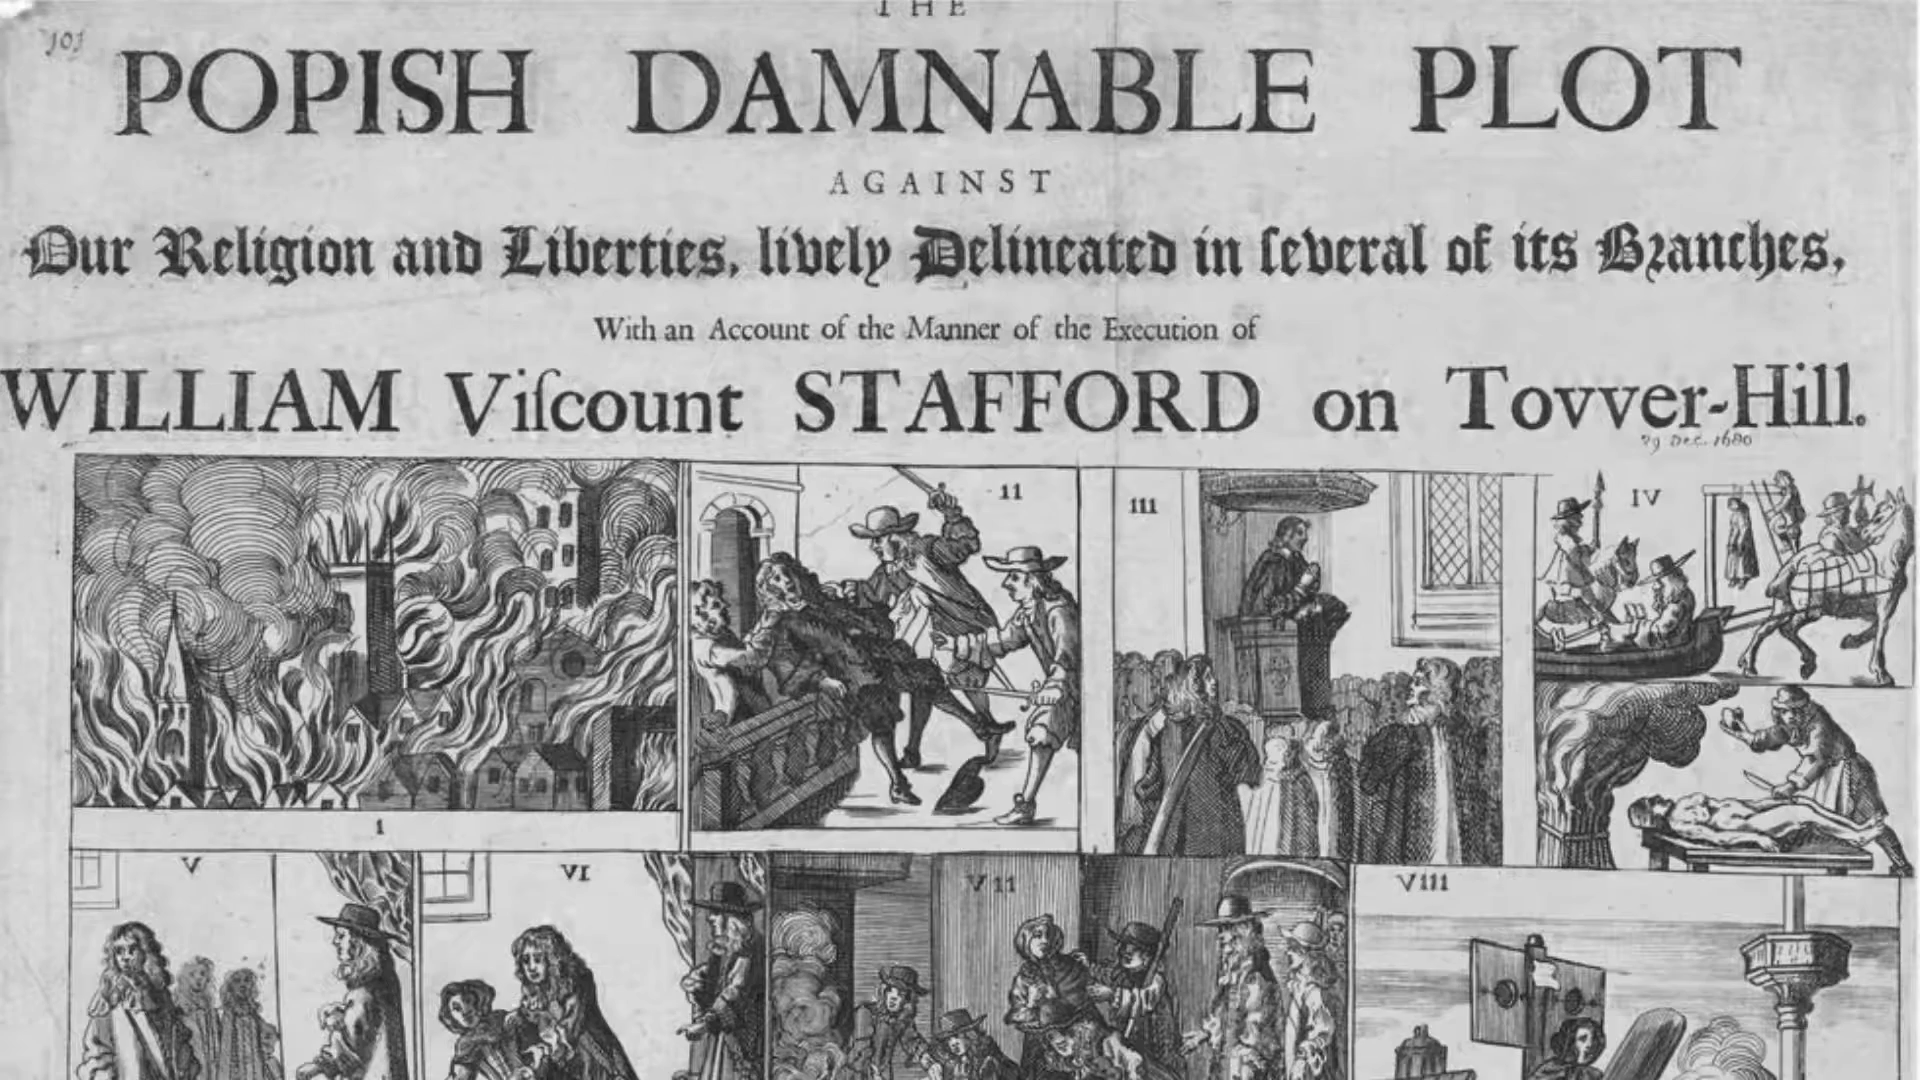 THE
101
POPISH DAMNABLE PLOT
AGAINST
Our Religion and Liberties, lively Delineated in ſeveral of its Branches,
With an Account of the Manner of the Execution of
WILLIAM Viſcount STAFFORD on Tovver-Hill.
29 Dec. 1680
11
III
IV
1
V
VI
V11
V111